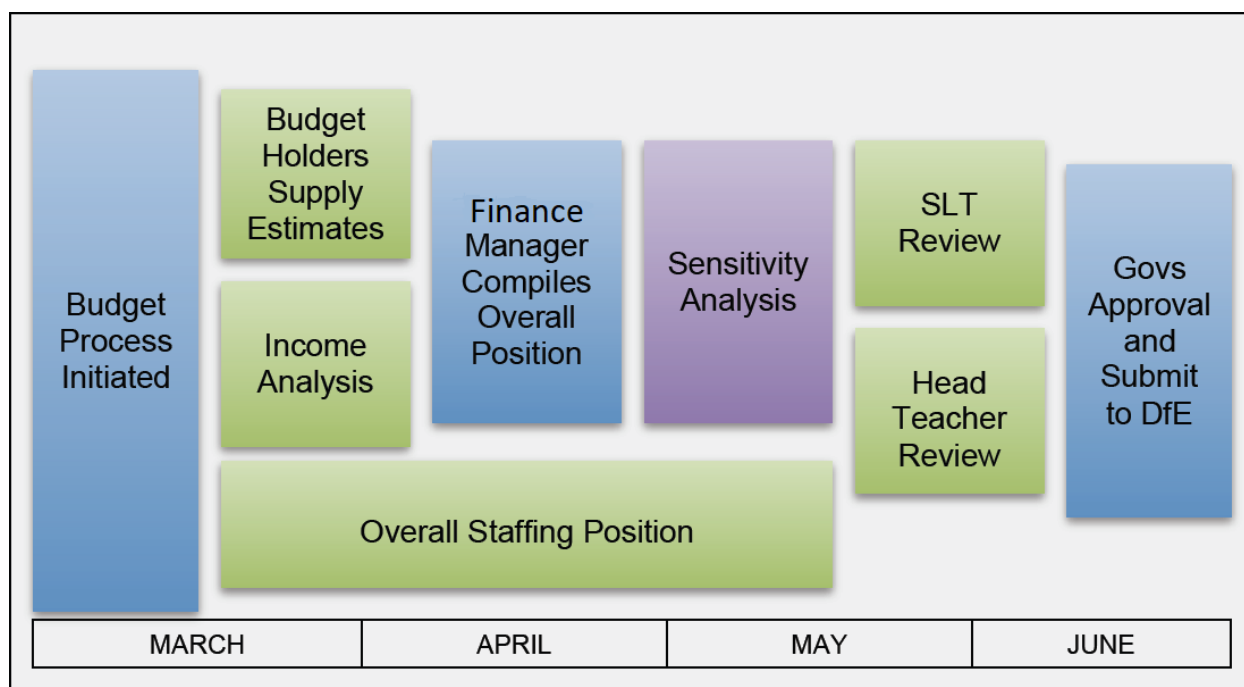 Budget
Process
Initiated
Budget
Holders
Supply
Estimates
Income
Analysis
Finance
Manager
Compiles
Overall
Position
Sensitivity
Analysis
SLT
Review
Head
Teacher
Review
Govs
Approval
and
Submit
to DfE
Overall Staffing Position
MARCH
APRIL
MAY
JUNE